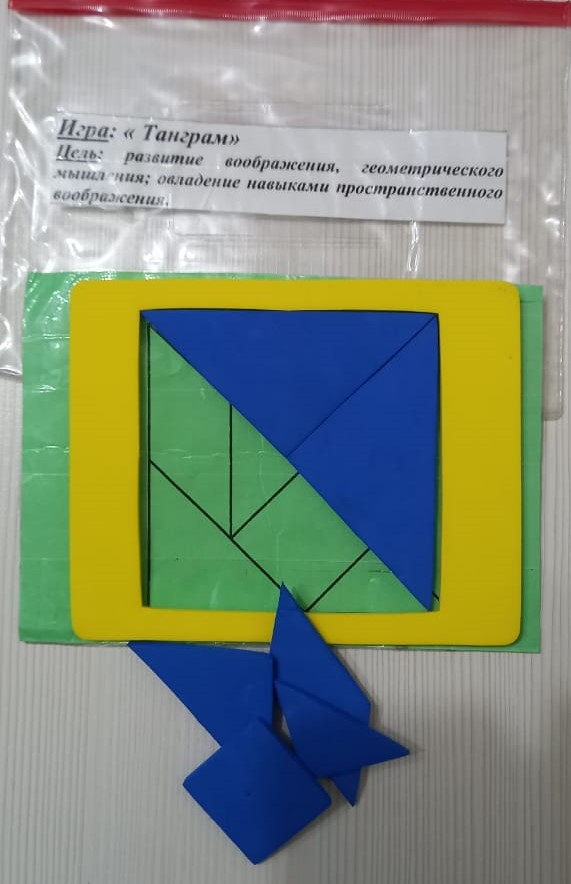 Игра: « Танграм»
Цель: развитие воображения, геометрического
мышления; овладение навыками пространственного
воображения.